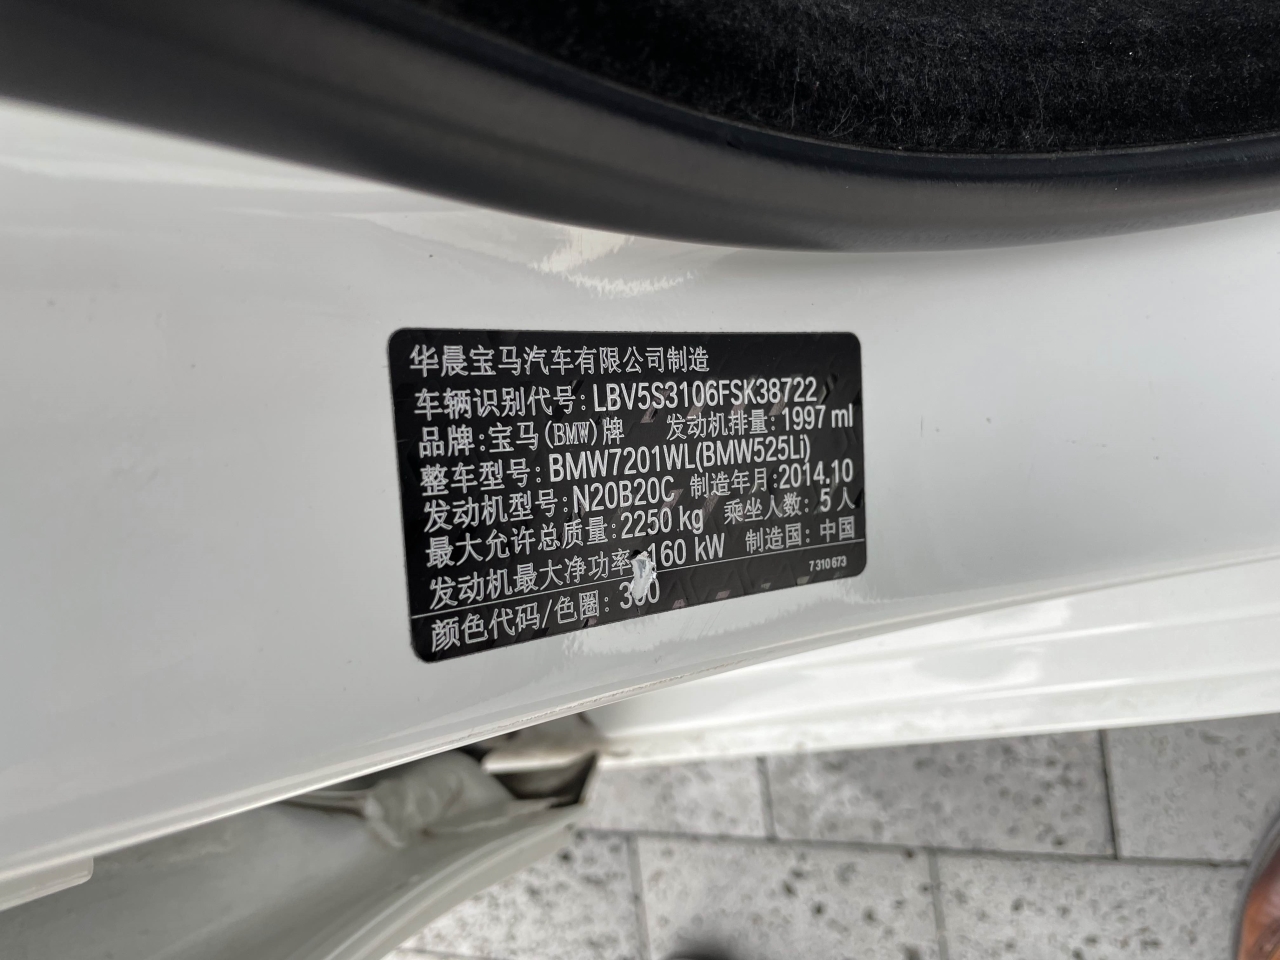 华晨宝马汽车有限公司制造
车辆识别代号: LBV5S3106FSK38722
品牌:宝马(BMW)牌 发动机排量: 1997 ml
整车型号: BMW7201WL(BMW525Li)
发动机型号: N20B20C 制造年月:2014.10
最大允许总质量: 2250 kg 乘坐人数: 5 人
发动机最大净功率: 160 kW 制造国: 中国
颜色代码/色圈: 300
7 310 673